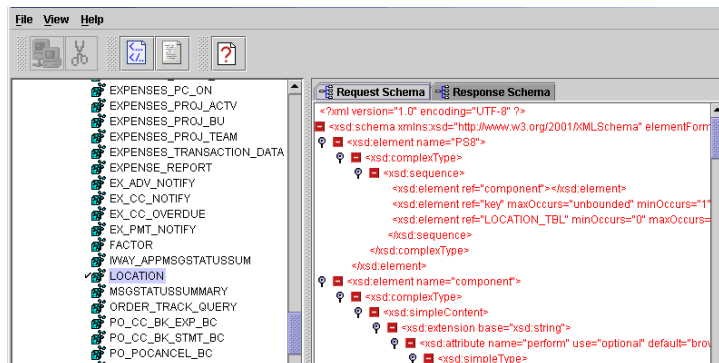 File View Help
EXPENSES_PC_ON
EXPENSES_PROJ_ACTV
EXPENSES_PROJ_BU
EXPENSES_PROJ_TEAM
EXPENSES_TRANSACTION_DATA
EXPENSE_REPORT
EX_ADV_NOTIFY
EX_CC_NOTIFY
EX_CC_OVERDUE
EX_PMT_NOTIFY
FACTOR
IWAY_APPMSGSTATUSSUM
LOCATION
MSGSTATUSSUMMARY
ORDER_TRACK_QUERY
PO_CC_BK_EXP_BC
PO_CC_BK_STMT_BC
PO_POCANCEL_BC
Request Schema Response Schema
<?xml version="1.0" encoding="UTF-8" ?>
<xsd:schema xmlns:xsd="http://www.w3.org/2001/XMLSchema" elementForm
<xsd:element name="PS8">
<xsd:complexType>
<xsd:sequence>
<xsd:element ref="component"></xsd:element>
<xsd:element ref="key" maxOccurs="unbounded" minOccurs="1"
<xsd:element ref="LOCATION_TBL" minOccurs="0" maxOccurs=
</xsd:sequence>
</xsd:complexType>
</xsd:element>
<xsd:element name="component">
<xsd:complexType>
<xsd:simpleContent>
<xsd:extension base="xsd:string">
<xsd:attribute name="perform" use="optional" default="brow
<xsd:simpleType>